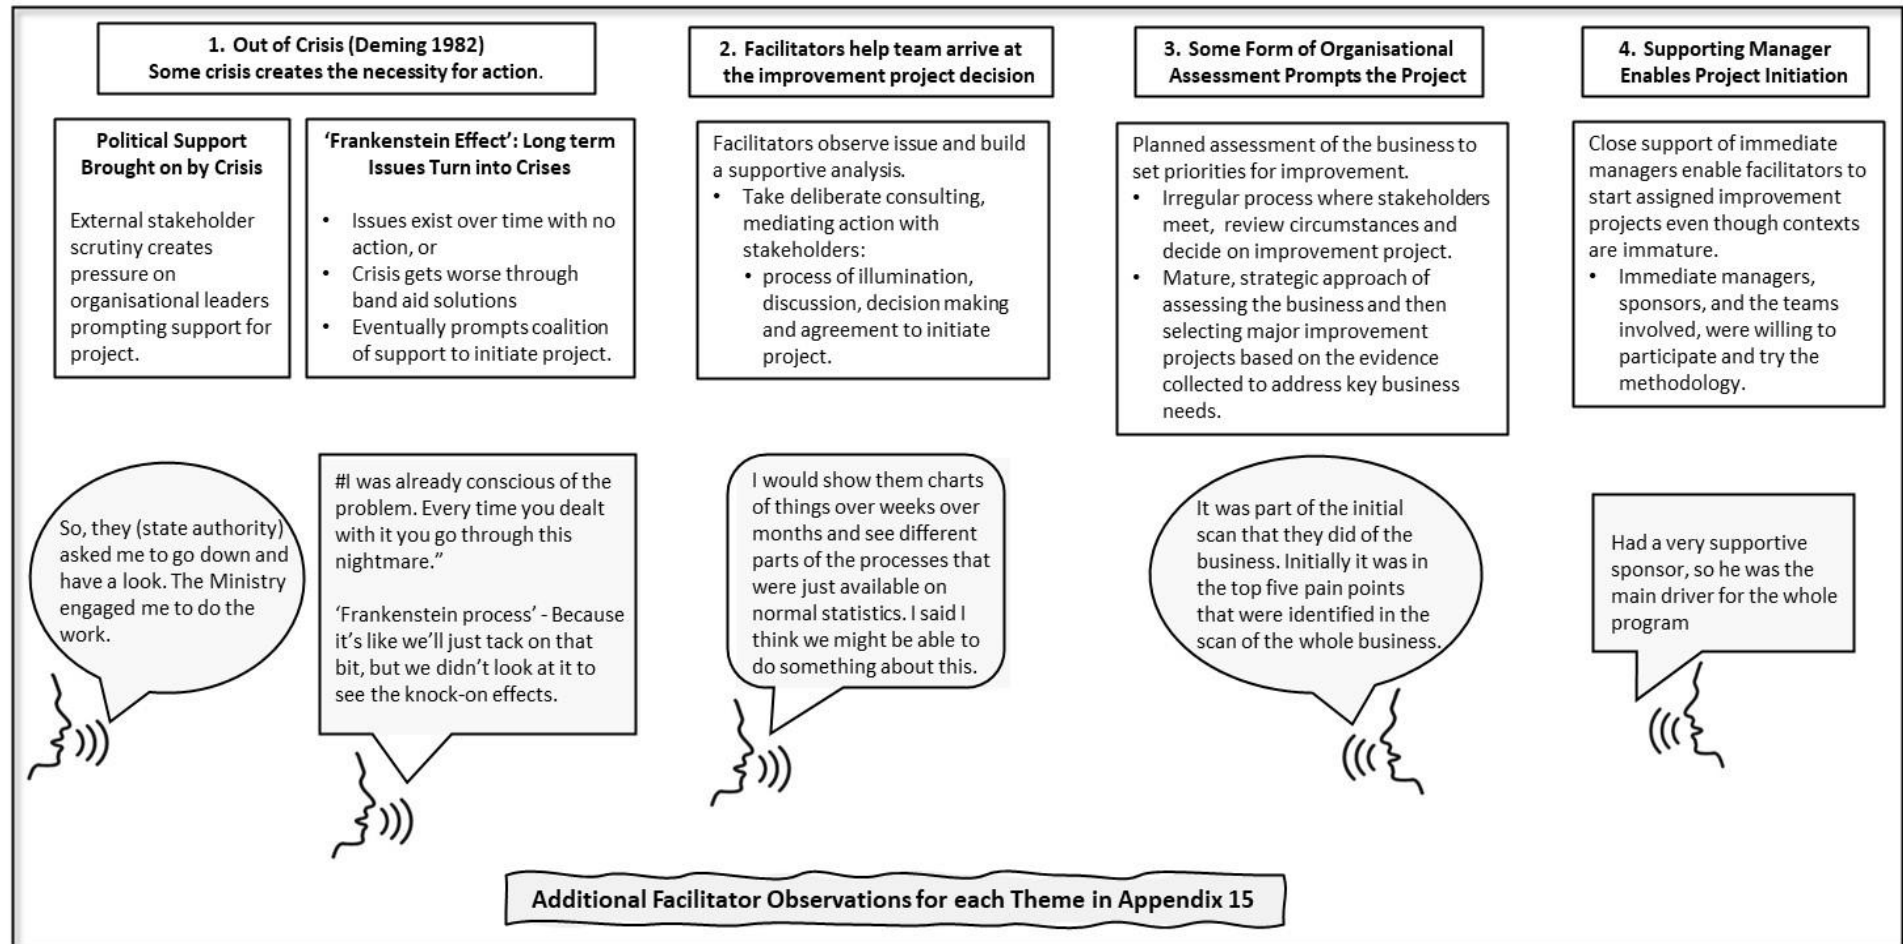 1. Out of Crisis (Deming 1982)
Some crisis creates the necessity for action.
Political Support
Brought on by Crisis
External stakeholder
scrutiny creates
pressure on
organisational leaders
prompting support for
project.
‘Frankenstein Effect’: Long term
Issues Turn into Crises
• Issues exist over time with no
action, or
• Crisis gets worse through
band aid solutions
• Eventually prompts coalition
of support to initiate project.
So, they (state authority)
asked me to go down and
have a look. The Ministry
engaged me to do the
work.
#I was already conscious of the
problem. Every time you dealt
with it you go through this
nightmare.”
‘Frankenstein process’ - Because
it’s like we’ll just tack on that
bit, but we didn’t look at it to
see the knock-on effects.
2. Facilitators help team arrive at
the improvement project decision
Facilitators observe issue and build
a supportive analysis.
• Take deliberate consulting,
mediating action with
stakeholders:
• process of illumination,
discussion, decision making
and agreement to initiate
project.
I would show them charts
of things over weeks over
months and see different
parts of the processes that
were just available on
normal statistics. I said I
think we might be able to
do something about this.
3. Some Form of Organisational
Assessment Prompts the Project
Planned assessment of the business to
set priorities for improvement.
• Irregular process where stakeholders
meet, review circumstances and
decide on improvement project.
• Mature, strategic approach of
assessing the business and then
selecting major improvement
projects based on the evidence
collected to address key business
needs.
It was part of the initial
scan that they did of the
business. Initially it was in
the top five pain points
that were identified in the
scan of the whole business.
4. Supporting Manager
Enables Project Initiation
Close support of immediate
managers enable facilitators to
start assigned improvement
projects even though contexts
are immature.
• Immediate managers,
sponsors, and the teams
involved, were willing to
participate and try the
methodology.
Had a very supportive
sponsor, so he was the
main driver for the whole
program
Additional Facilitator Observations for each Theme in Appendix 15